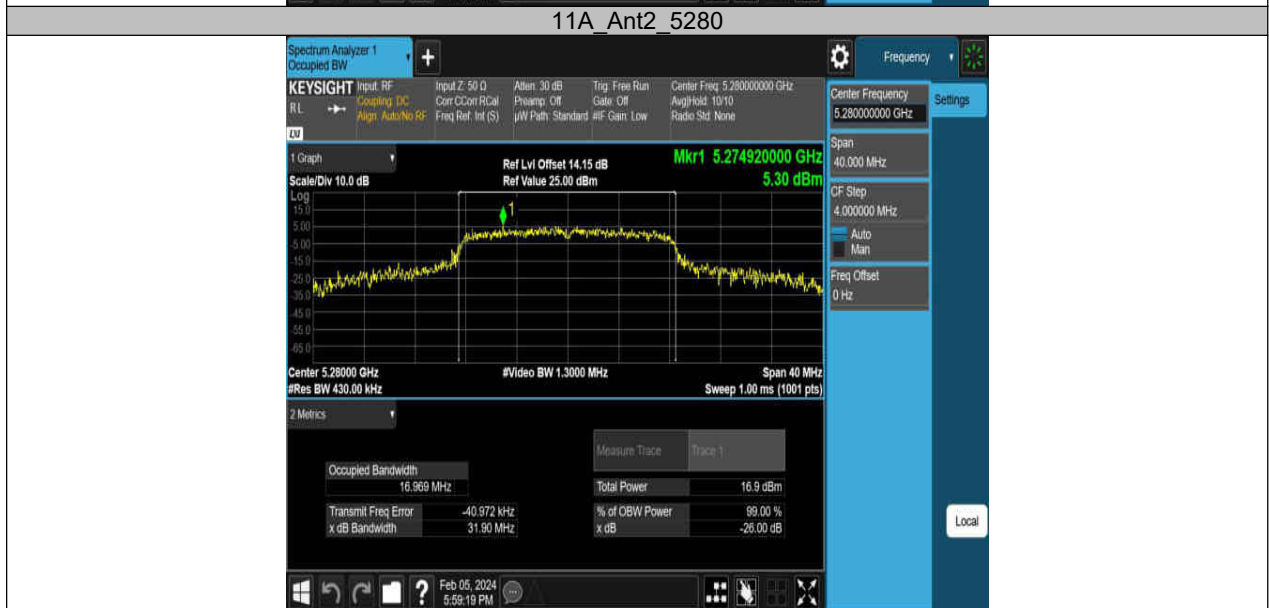 11A_Ant2_5280
Spectrum Analyzer 1
Occupied BW
+
Frequency
KEYSIGHT
RL
Input: RF
Coupling: DC
Align: Auto/No RF
Input Z: 50 Ω
Corr CCorr RCal
Freq Ref: Int (S)
Atten: 30 dB
Preamp: Off
µW Path: Standard
Trig: Free Run
Gate: Off
#IF Gain: Low
Center Freq: 5.280000000 GHz
Avg|Hold: 10/10
Radio Std: None
Center Frequency
5.280000000 GHz
Settings
Span
40.000 MHz
CF Step
4.000000 MHz
Auto
Man
Freq Offset
0 Hz
1 Graph
Scale/Div 10.0 dB
Ref Lvl Offset 14.15 dB
Ref Value 25.00 dBm
Mkr1 5.274920000 GHz
5.30 dBm
Log
15.0
5.00
-5.00
-15.0
-25.0
-35.0
-45.0
-55.0
-65.0
1
Center 5.28000 GHz
#Res BW 430.00 kHz
#Video BW 1.3000 MHz
Span 40 MHz
Sweep 1.00 ms (1001 pts)
2 Metrics
Measure Trace
Trace 1
Occupied Bandwidth
16.969 MHz
Total Power
16.9 dBm
Transmit Freq Error
-40.972 kHz
% of OBW Power
99.00 %
x dB Bandwidth
31.90 MHz
x dB
-26.00 dB
Local
?
Feb 05, 2024
5:59:19 PM